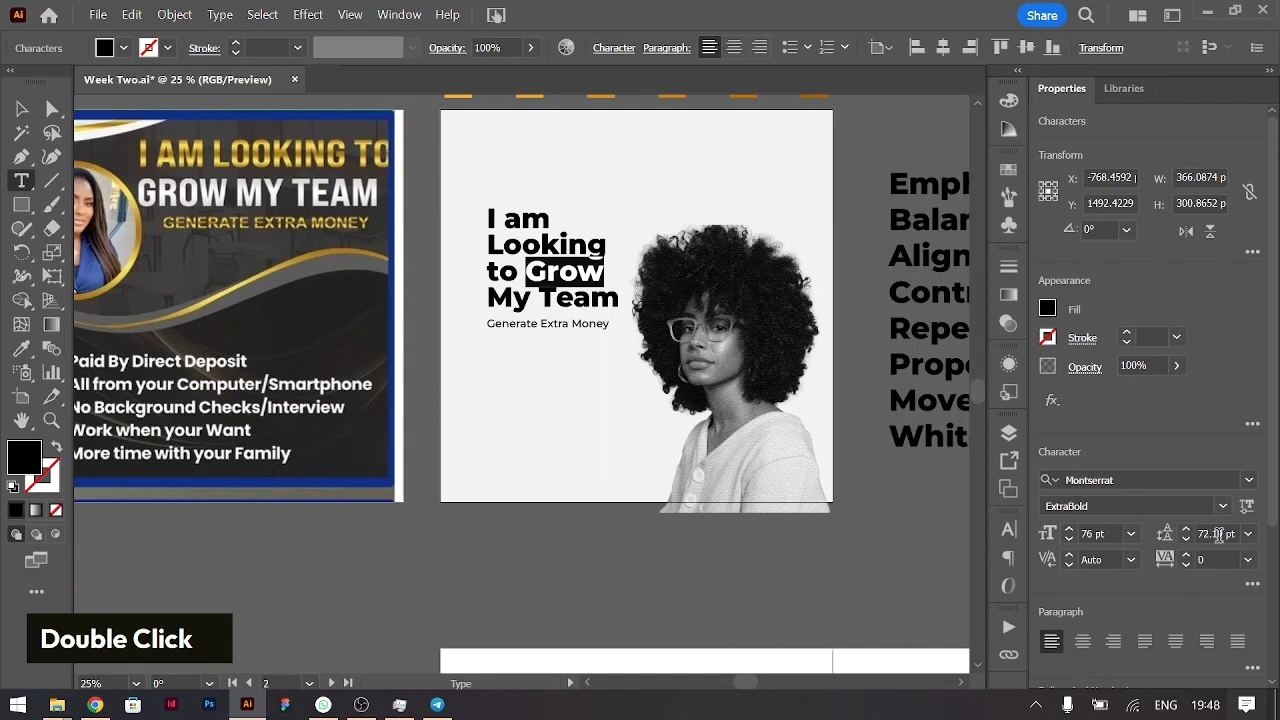 Ai File Edit Object Type Select Effect View Window Help Share
Characters Stroke: Opacity: 100% Character Paragraph: Transform
Week Two.ai* @ 25 % (RGB/Preview) ×
Properties Libraries
Characters
Transform
X: -768.4592 W: 366.0874 p
Y: 1492.4229 H: 300.8652 p
0°
Appearance
Fill
Stroke
Opacity 100%
fx.
Character
Montserrat
ExtraBold
76 pt
Auto 0
Paragraph
I AM LOOKING TO
GROW MY TEAM
GENERATE EXTRA MONEY
Paid By Direct Deposit
All from your Computer/Smartphone
No Background Checks/Interview
Work when your Want
More time with your Family
I am
Looking
to Grow
My Team
Generate Extra Money
Emph
Balan
Align
Contr
Repe
Prop
Move
Whit
Double Click
25% 0° 2 Type
ENG 19:48